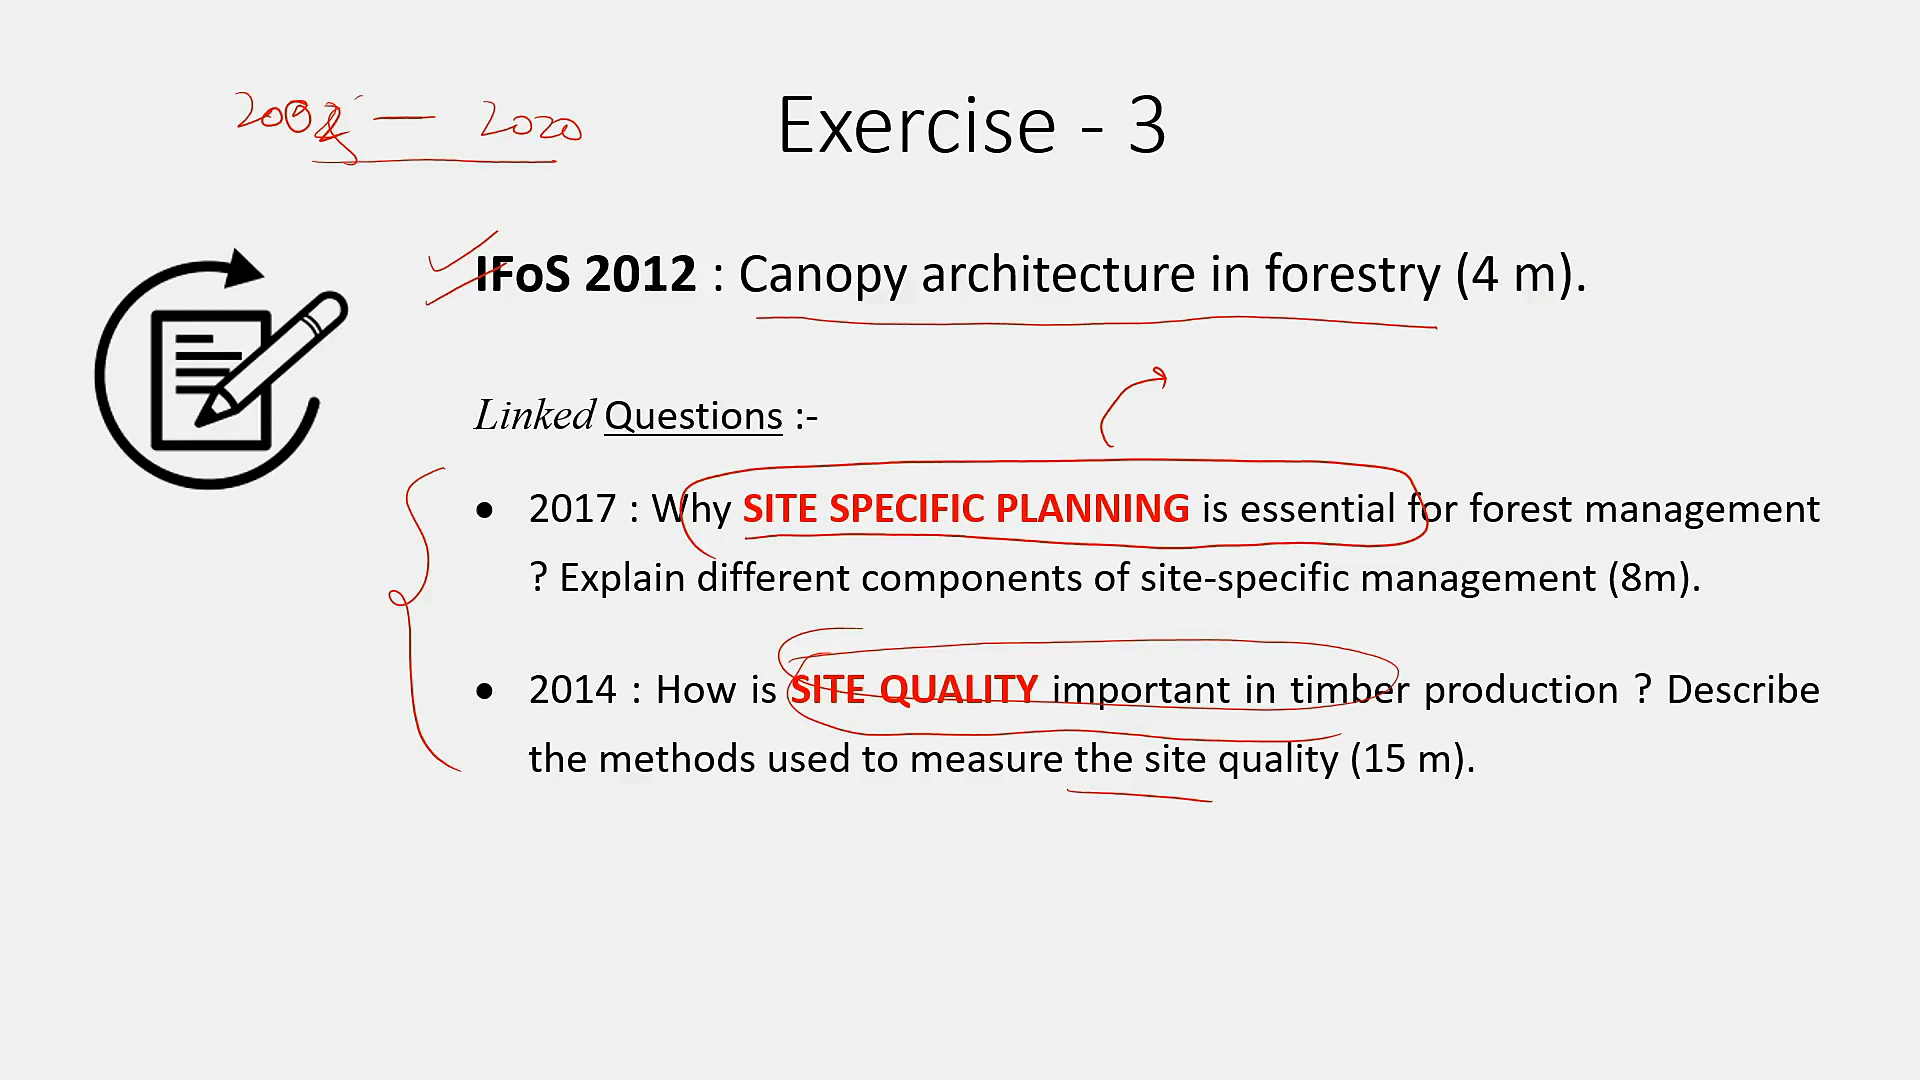 — 2020
Exercise - 3
IFoS 2012 : Canopy architecture in forestry (4 m).
Linked Questions :-
• 2017 : Why SITE SPECIFIC PLANNING is essential for forest management
? Explain different components of site-specific management (8m).
• 2014 : How is SITE QUALITY important in timber production ? Describe
the methods used to measure the site quality (15 m).